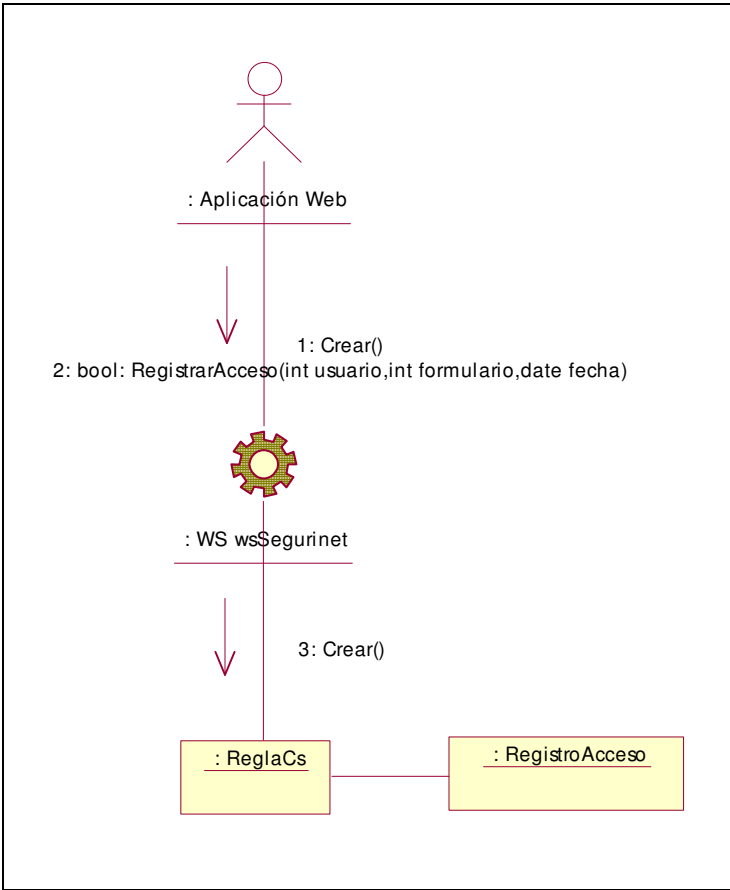 : Aplicación Web
1: Crear()
2: bool: RegistrarAcceso(int usuario,int formulario,date fecha)
: WS wsSegurinet
3: Crear()
: ReglaCs
: RegistroAcceso